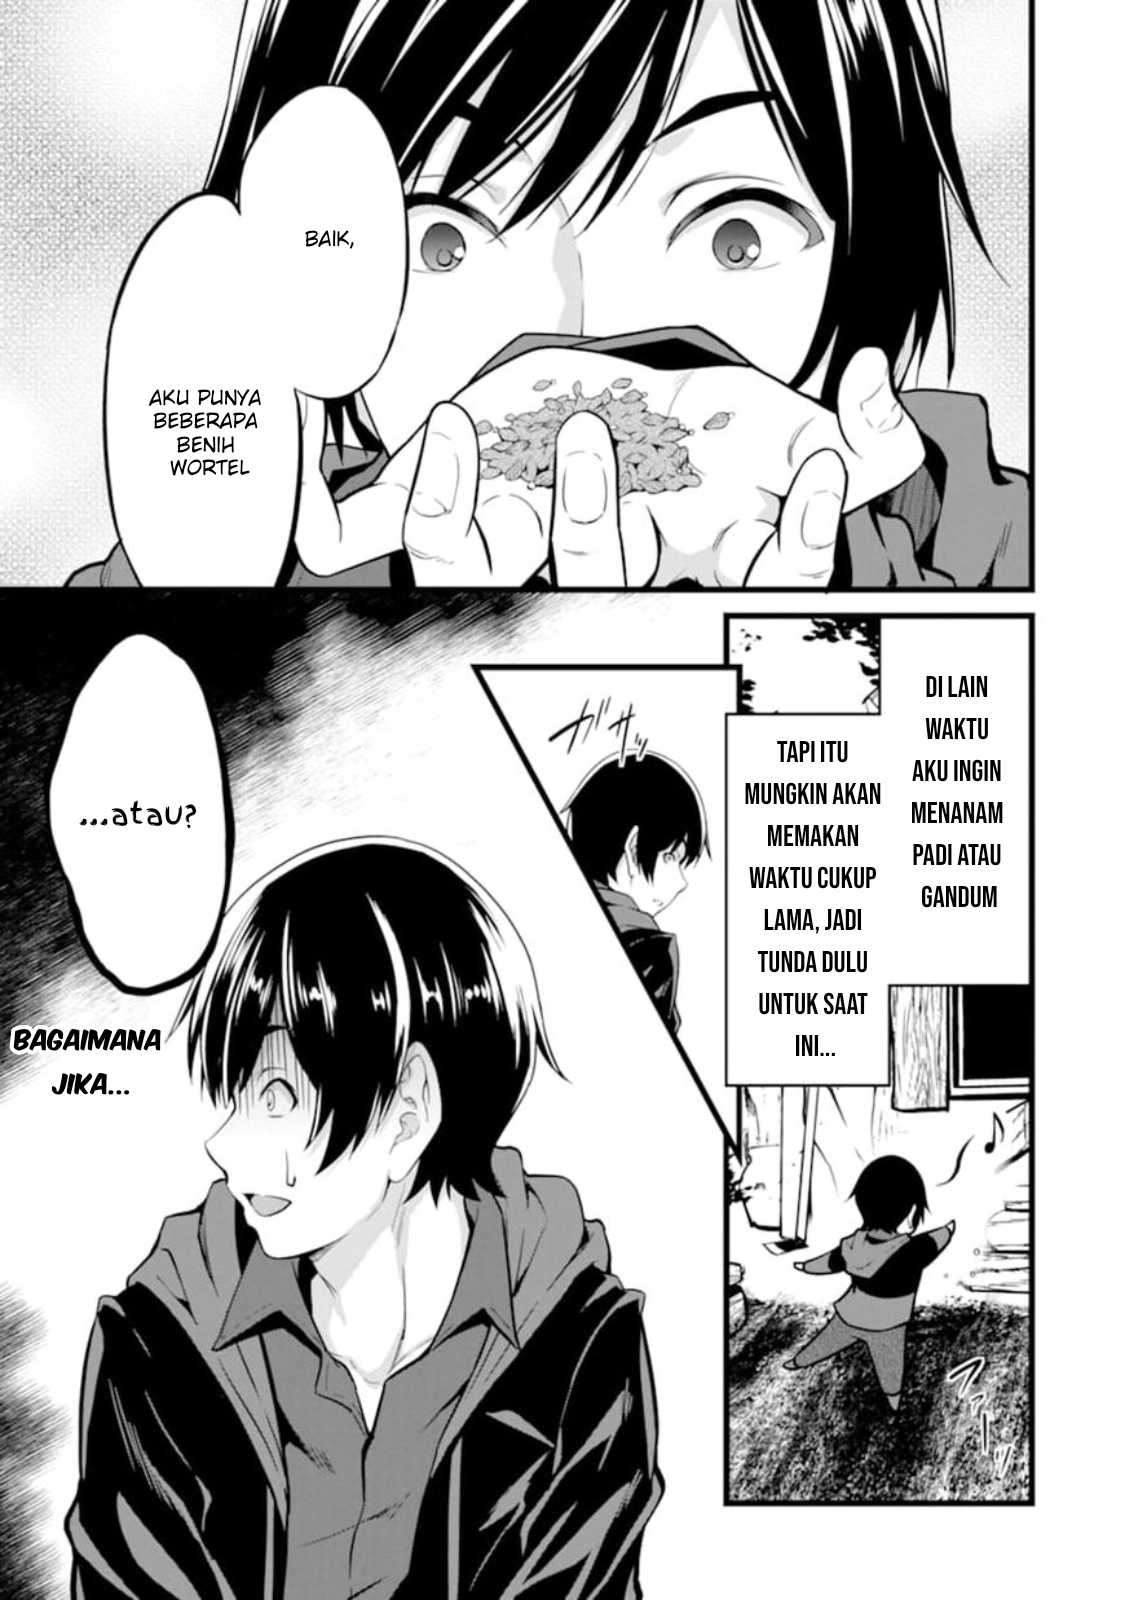 BAIK,
AKU PUNYA
BEBERAPA
BENIH
WORTEL
DI LAIN
WAKTU
AKU INGIN
MENANAM
PADI ATAU
GANDUM
TAPI ITU
MUNGKIN AKAN
MEMAKAN
WAKTU CUKUP
LAMA, JADI
TUNDA DULU
UNTUK SAAT
INI...
...atau?
BAGAIMANA
JIKA...